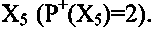 X₅ (P⁺(X₅)=2).